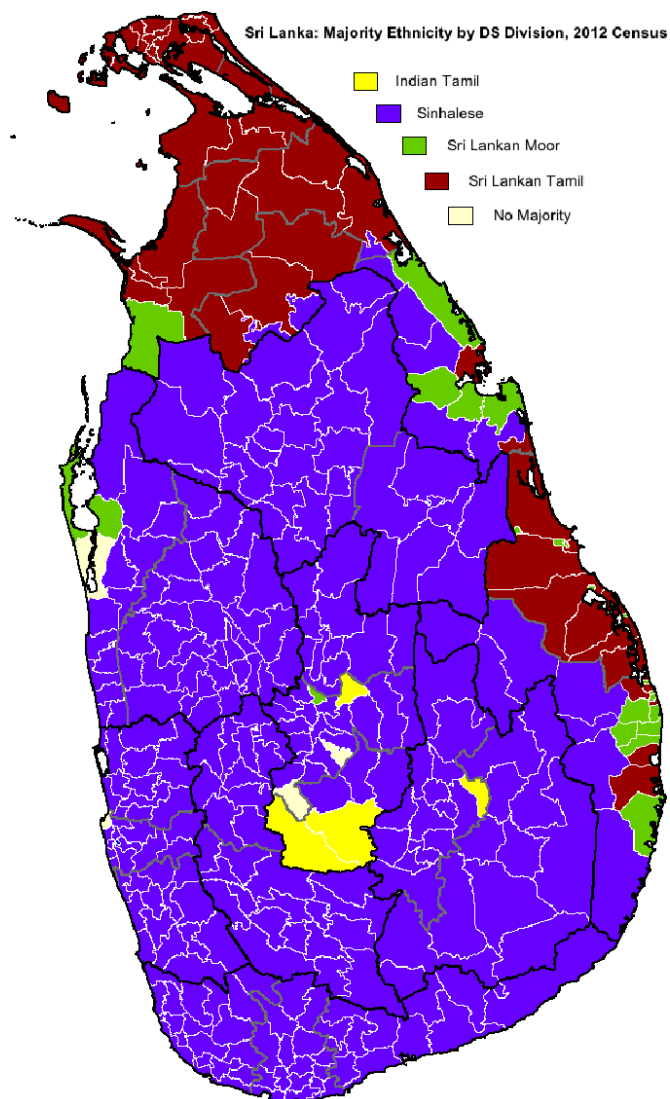 Sri Lanka: Majority Ethnicity by DS Division, 2012 Census
Indian Tamil
Sinhalese
Sri Lankan Moor
Sri Lankan Tamil
No Majority